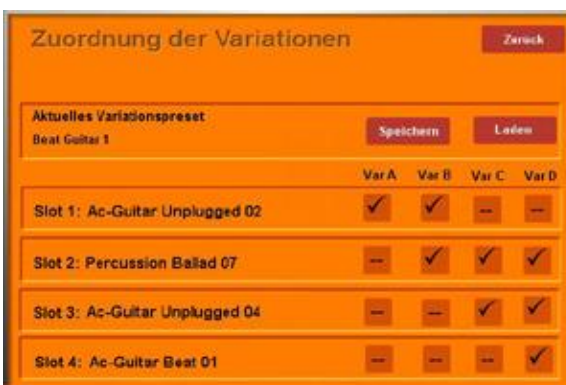 Zuordnung der Variationen
Zurück
Aktuelles Variationspreset
Beat Guitar 1
Speichern
Laden
Var A Var B Var C Var D
Slot 1: Ac-Guitar Unplugged 02 ✓ ✓ -- --
Slot 2: Percussion Ballad 07 -- ✓ ✓ ✓
Slot 3: Ac-Guitar Unplugged 04 -- -- ✓ ✓
Slot 4: Ac-Guitar Beat 01 -- -- -- ✓